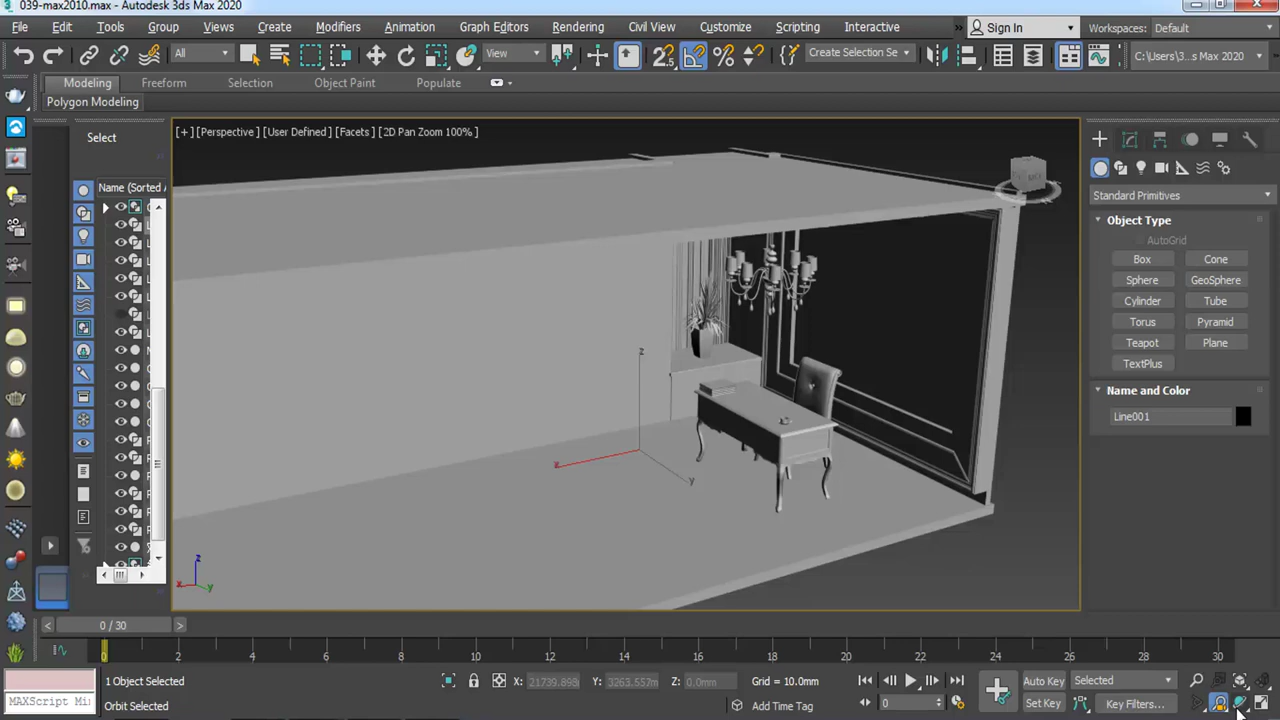 039-max2010.max - Autodesk 3ds Max 2020
File Edit Tools Group Views Create Modifiers Animation Graph Editors Rendering Civil View Customize Scripting Interactive » Sign In Workspaces: Default
All View Create Selection Se C:\Users\3...s Max 2020
Modeling Freeform Selection Object Paint Populate
Polygon Modeling
Select
[+] [Perspective] [User Defined] [Facets] [2D Pan Zoom 100%]
Name (Sorted A
Standard Primitives
Object Type
AutoGrid
Box Cone
Sphere GeoSphere
Cylinder Tube
Torus Pyramid
Teapot Plane
TextPlus
Name and Color
Line001
z
x
y
z
x y
0 / 30
0 2 4 6 8 10 12 14 16 18 20 22 24 26 28 30
1 Object Selected X: 21739.898m Y: 3263.557m Z: 0.0mm Grid = 10.0mm Auto Key Selected
MAXScript Mi Orbit Selected Add Time Tag 0 Set Key Key Filters...